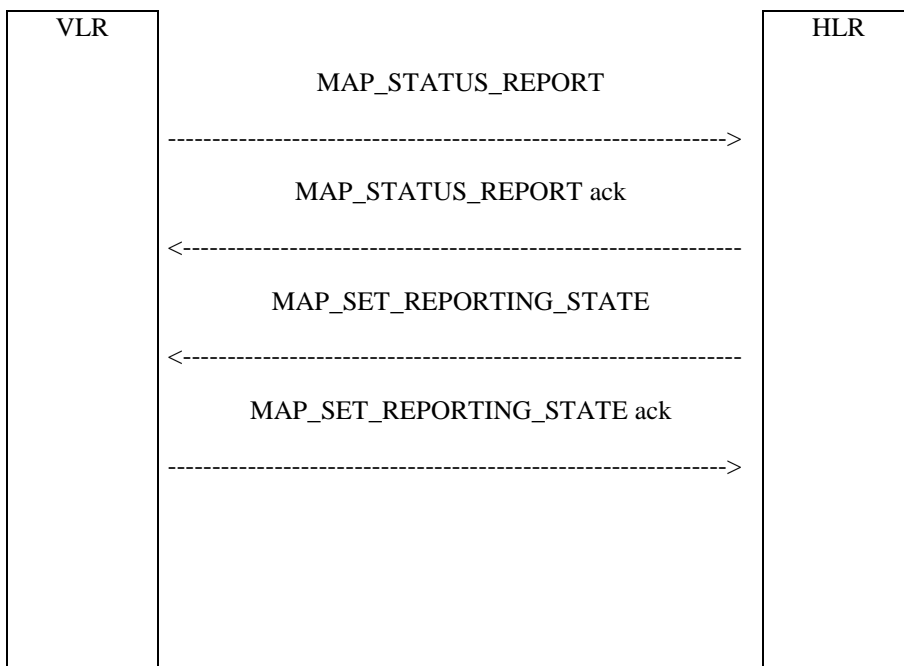 VLR
HLR
MAP_STATUS_REPORT
MAP_STATUS_REPORT ack
MAP_SET_REPORTING_STATE
MAP_SET_REPORTING_STATE ack